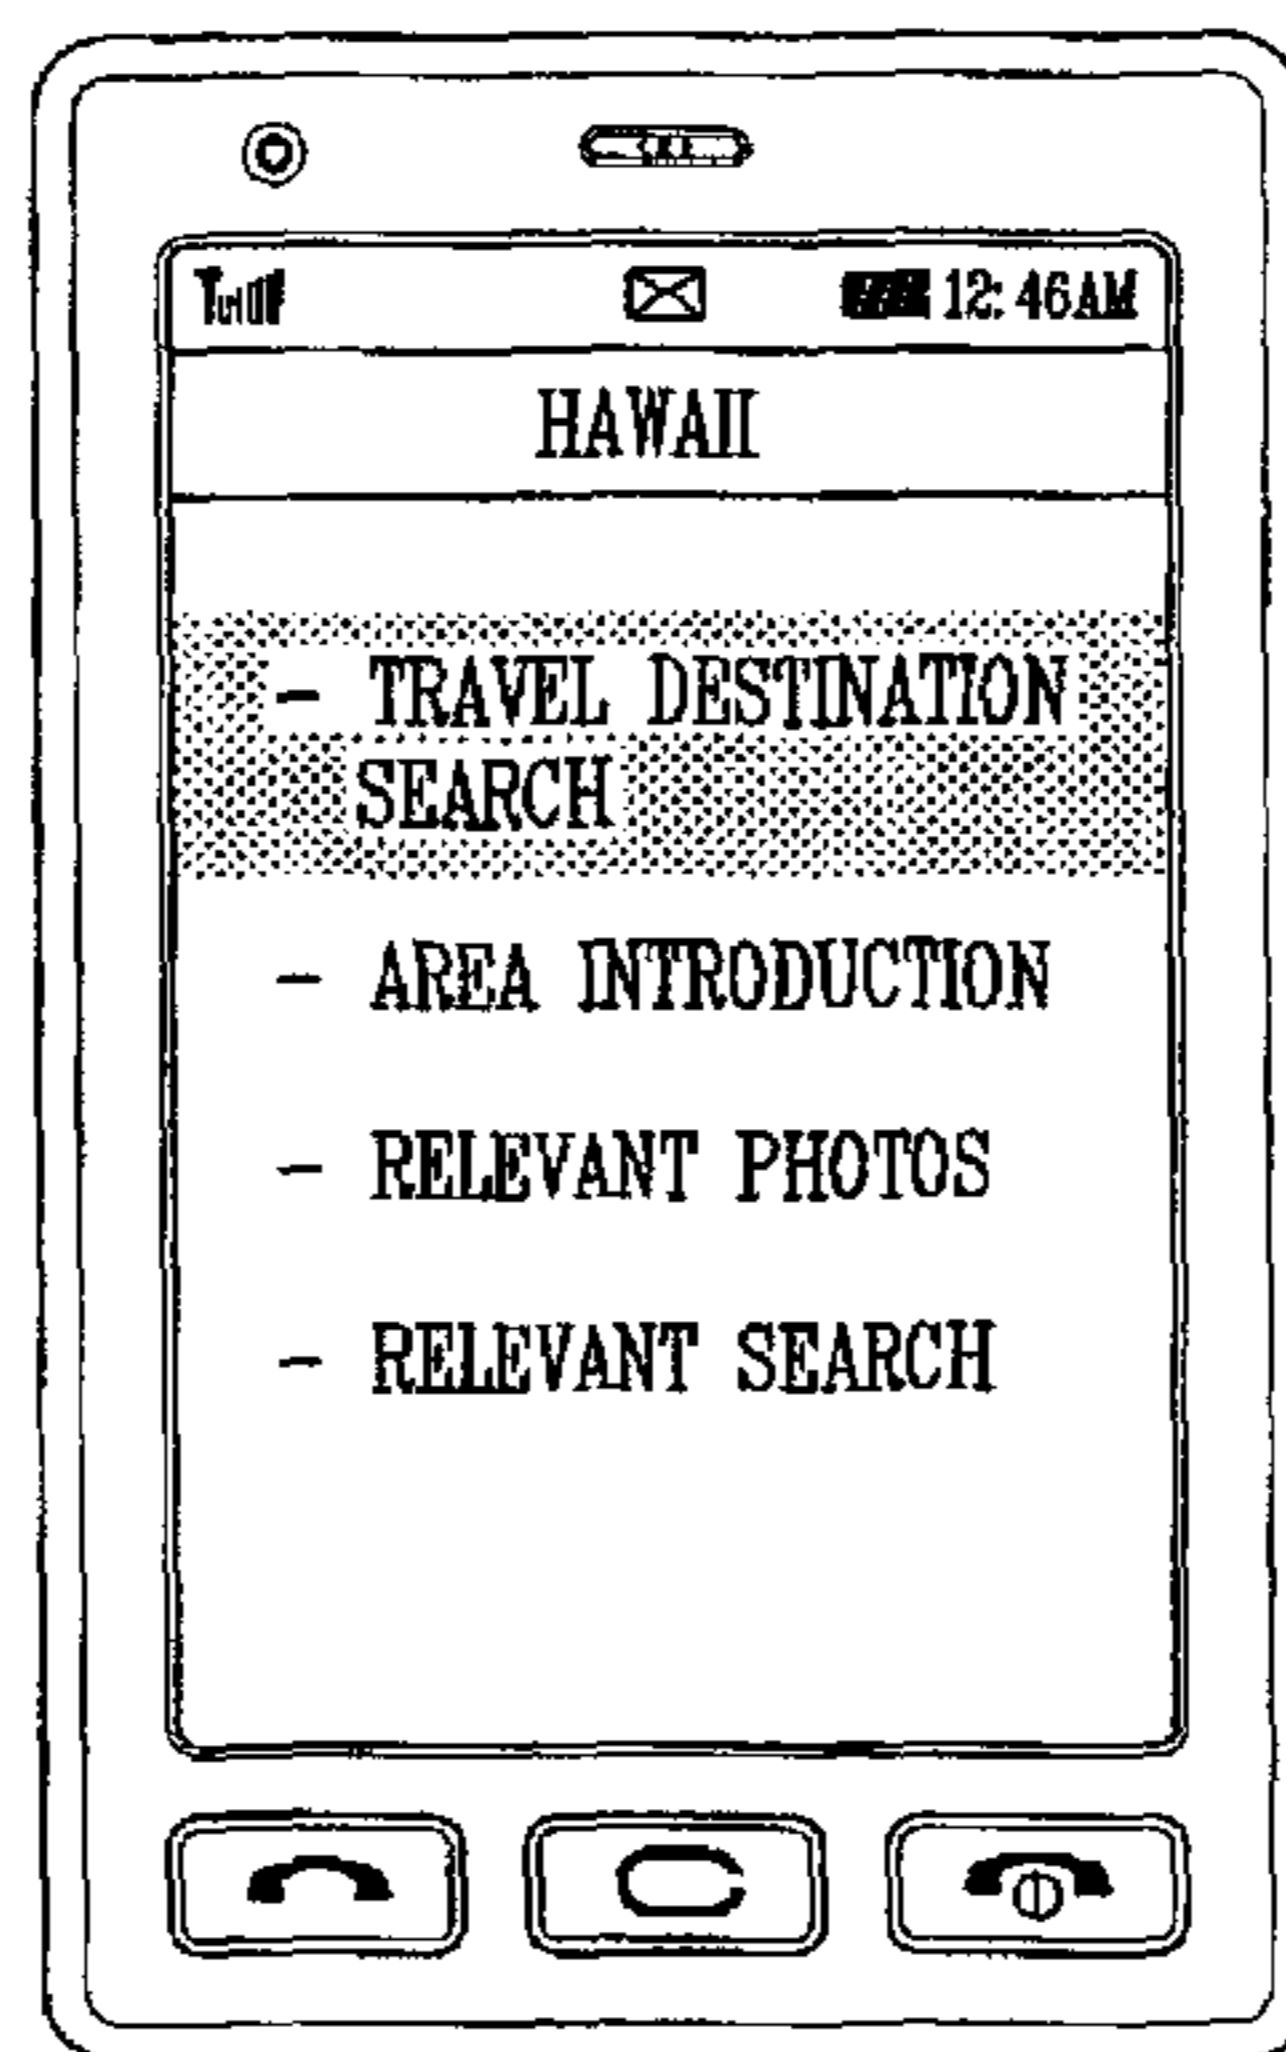 12:46AM
HAWAII
- TRAVEL DESTINATION
SEARCH
- AREA INTRODUCTION
- RELEVANT PHOTOS
- RELEVANT SEARCH